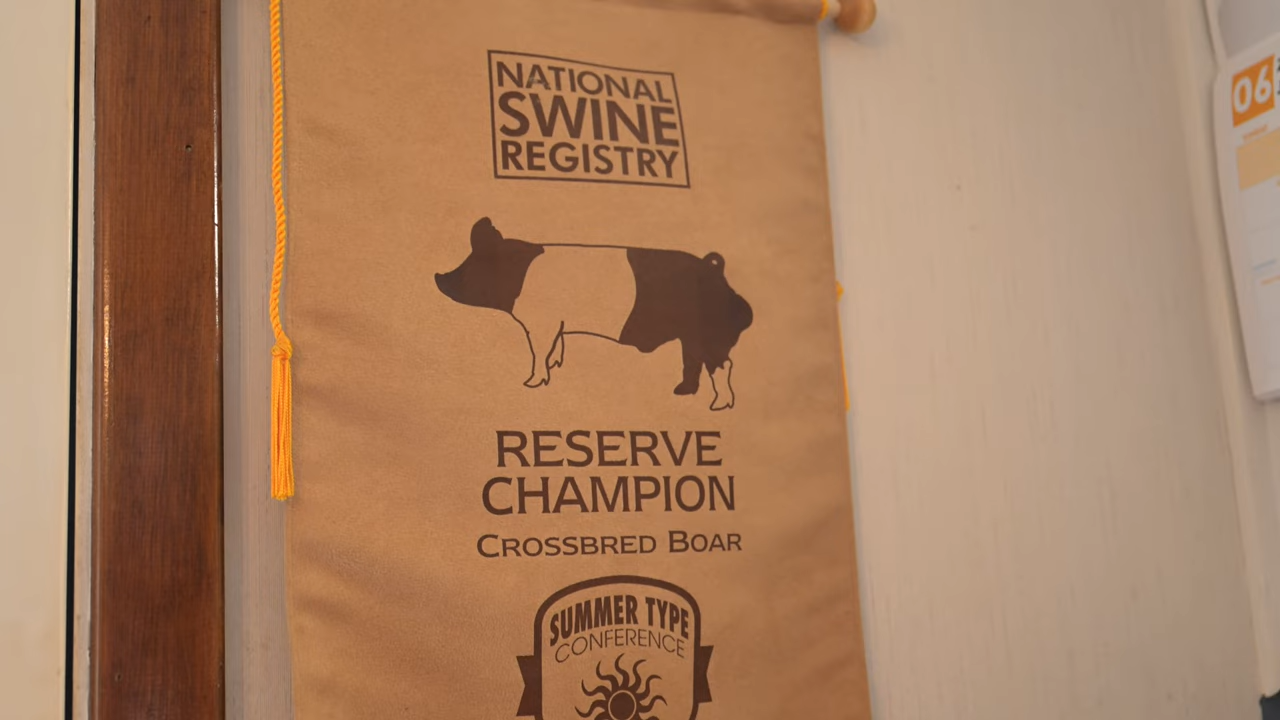 NATIONAL
SWINE
REGISTRY
RESERVE
CHAMPION
CROSSBRED BOAR
SUMMER TYPE
CONFERENCE
06